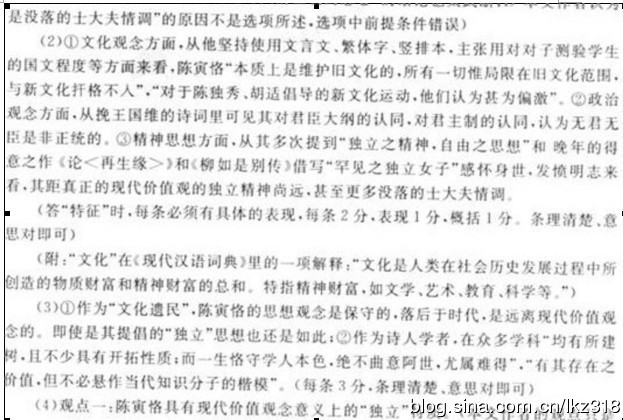 是没落的士大夫情调”的原因不是选项所述,选项中前提条件错误)
(2)①文化观念方面,从他坚持使用文言文、繁体字、竖排本,主张用对对子测验学生
的国文程度等方面来看,陈寅恪“本质上是维护旧文化的,所有一切惟局限在旧文化范围,
与新文化扞格不入”,“对于陈独秀、胡适倡导的新文化运动,他们认为甚为偏激”。②政治
观念方面,从挽王国维的诗词里可见其对君臣大纲的认同,对君主制的认同,认为无君无
臣是非正统的。③精神思想方面,从其多次提到“独立之精神,自由之思想”和 晚年的得
意之作《论<再生缘>》和《柳如是别传》借写“罕见之独立女子”感怀身世,发愤明志来
看,其距真正的现代价值观的独立精神尚远,甚至更多没落的士大夫情调。
(答“特征”时,每条必须有具体的表现,每条2分,表现1分,概括1分。条理清楚、意
思对即可)
(附:“文化”在《现代汉语词典》里的一项解释:“文化是人类在社会历史发展过程中所
创造的物质财富和精神财富的总和。特指精神财富,如文学、艺术、教育、科学等。”)
(3)①作为“文化遗民”,陈寅恪的思想观念是保守的,落后于时代,是远离现代价值观
念的。即使是其提倡的“独立”思想也还是如此;②作为诗人学者,在众多学科“均有所建
树,且不少具有开拓性质;而一生恪守学人本色,绝不曲意阿世,尤属难得”,“有其存在之
价值,但不必悬作当代知识分子的楷模”。(每条3分,条理清楚、意思对即可)
(4)观点一:陈寅恪具有现代价值观念意义上的“独立”
blog.sina.com.cn/lkz318